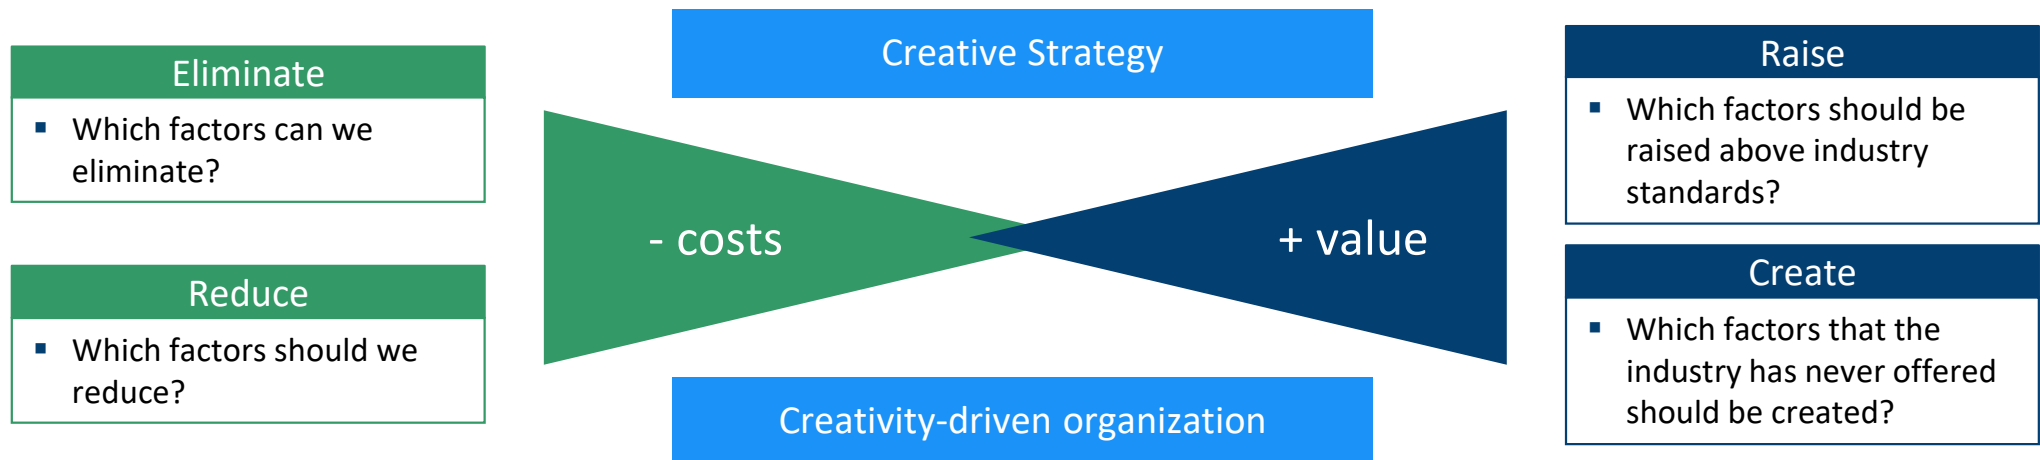 Eliminate
▪ Which factors can we
eliminate?
Reduce
▪ Which factors should we
reduce?
Creative Strategy
- costs
+ value
Creativity-driven organization
Raise
▪ Which factors should be
raised above industry
standards?
Create
▪ Which factors that the
industry has never offered
should be created?